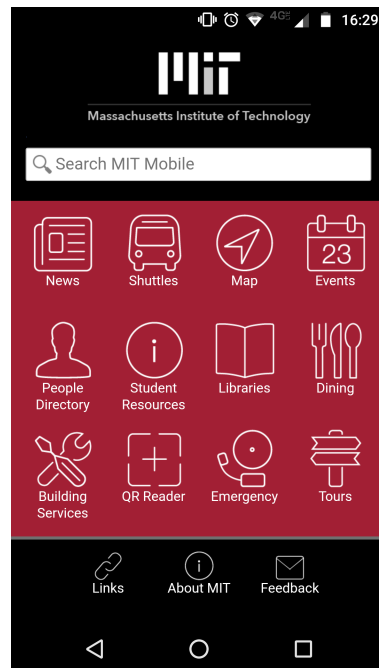 4G
16:29
MIT
Massachusetts Institute of Technology
Search MIT Mobile
23
News
Shuttles
Map
Events
i
People
Directory
Student
Resources
Libraries
Dining
Building
Services
QR Reader
Emergency
Tours
i
Links
About MIT
Feedback